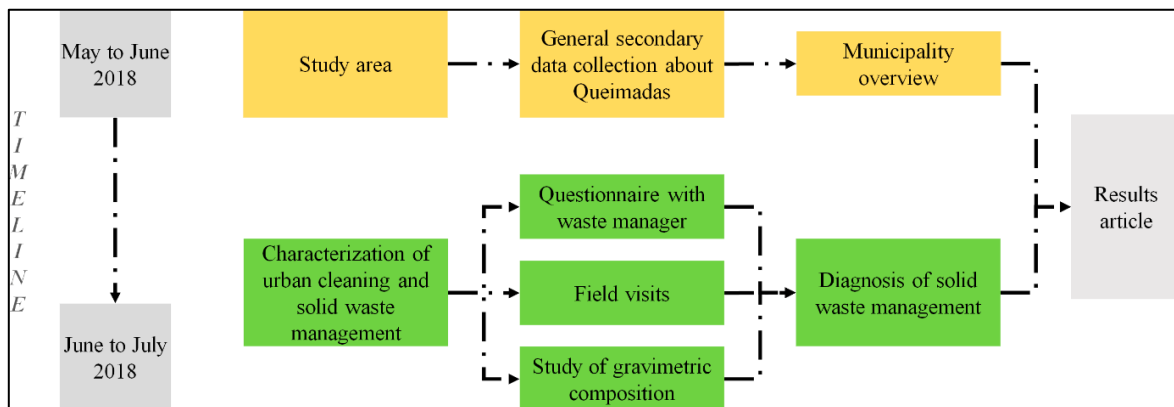 TIMELINE
May to June
2018
June to July
2018
Study area
General secondary
data collection about
Queimadas
Municipality
overview
Characterization of
urban cleaning and
solid waste
management
Questionnaire with
waste manager
Field visits
Study of gravimetric
composition
Diagnosis of solid
waste management
Results
article